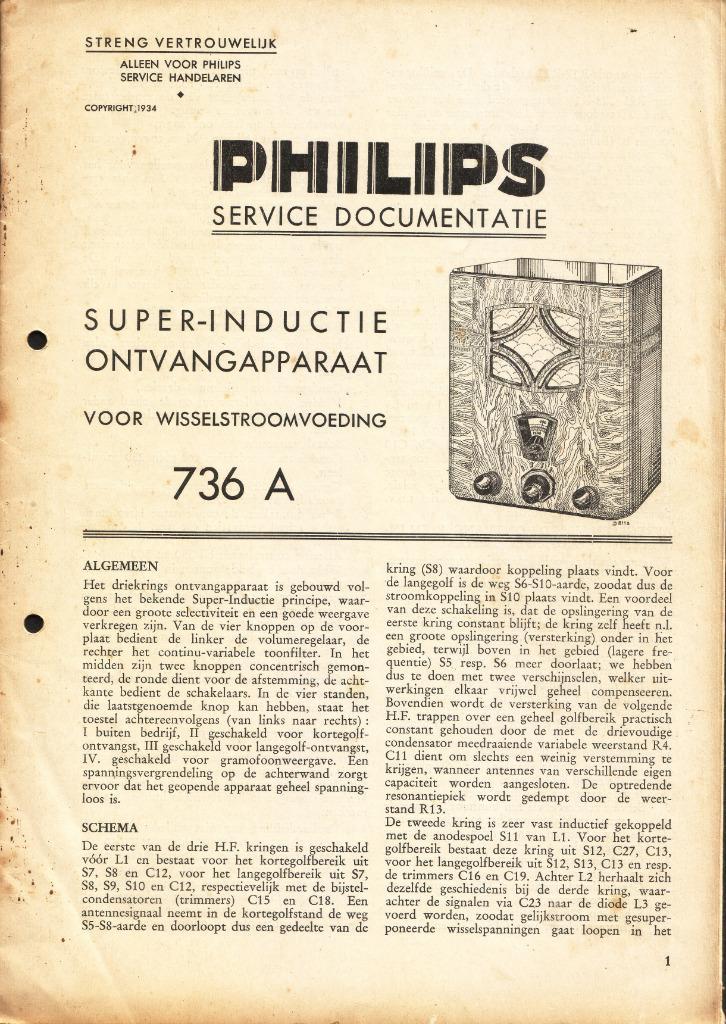 STRENG VERTROUWELIJK
ALLEEN VOOR PHILIPS
SERVICE HANDELAREN
COPYRIGHT 1934
PHILIPS
SERVICE DOCUMENTATIE
SUPER-INDUCTIE
ONTVANGAPPARAAT
VOOR WISSELSTROOMVOEDING
736 A
ALGEMEEN
Het driekrings ontvangapparaat is gebouwd vol-
gens het bekende Super-Inductie principe, waar-
door een groote selectiviteit en een goede weergave
verkregen zijn. Van de vier knoppen op de voor-
plaat bedient de linker de volumeregelaar, de
rechter het continu-variabele toonfilter. In het
midden zijn twee knoppen concentrisch gemon-
teerd, de ronde dient voor de afstemming, de acht-
kante bedient de schakelaars. In de vier standen,
die laatstgenoemde knop kan hebben, staat het
toestel achtereenvolgens (van links naar rechts) :
I buiten bedrijf, II geschakeld voor kortegolf-
ontvangst, III geschakeld voor langegolf-ontvangst,
IV. geschakeld voor gramofoonweergave. Een
spanningsvergrendeling op de achterwand zorgt
ervoor dat het geopende apparaat geheel spanning-
loos is.
SCHEMA
De eerste van de drie H.F. kringen is geschakeld
vóór L1 en bestaat voor het kortegolfbereik uit
S7, S8 en C12, voor het langegolfbereik uit S7,
S8, S9, S10 en C12, respectievelijk met de bijstel-
condensatoren (trimmers) C15 en C18. Een
antennesignaal neemt in de kortegolfstand de weg
S5-S8-aarde en doorloopt dus een gedeelte van de
kring (S8) waardoor koppeling plaats vindt. Voor
de langegolf is de weg S6-S10-aarde, zoodat dus de
stroomkoppeling in S10 plaats vindt. Een voordeel
van deze schakeling is, dat de opslingering van de
eerste kring constant blijft; de kring zelf heeft n.l.
een groote opslingering (versterking) onder in het
gebied, terwijl boven in het gebied (lagere fre-
quentie) S5 resp. S6 meer doorlaat; we hebben
dus te doen met twee verschijnselen, welker uit-
werkingen elkaar vrijwel geheel compenseeren.
Bovendien wordt de versterking van de volgende
H.F. trappen over een geheel golfbereik practisch
constant gehouden door de met de drievoudige
condensator meedraaiende variabele weerstand R4.
C11 dient om slechts een weinig verstemming te
krijgen, wanneer antennes van verschillende eigen
capaciteit worden aangesloten. De optredende
resonantiepiek wordt gedempt door de weer-
stand R13.
De tweede kring is zeer vast inductief gekoppeld
met de anodespoel S11 van L1. Voor het korte-
golfbereik bestaat deze kring uit S12, C27, C13,
voor het langegolfbereik uit S12, S13, C13 en resp.
de trimmers C16 en C19. Achter L2 herhaalt zich
dezelfde geschiedenis bij de derde kring, waar-
achter de signalen via C23 naar de diode L3 ge-
voerd worden, zoodat gelijkstroom met gesuper-
poneerde wisselspanningen gaat loopen in het
1